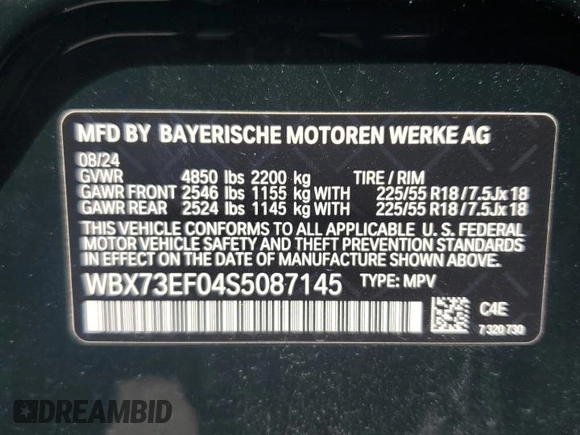 MFD BY BAYERISCHE MOTOREN WERKE AG
08/24
GVWR 4850 lbs 2200 kg TIRE / RIM
GAWR FRONT 2546 lbs 1155 kg WITH 225/55 R18/7.5Jx18
GAWR REAR 2524 lbs 1145 kg WITH 225/55 R18/7.5Jx18
THIS VEHICLE CONFORMS TO ALL APPLICABLE U. S. FEDERAL
MOTOR VEHICLE SAFETY AND THEFT PREVENTION STANDARDS
IN EFFECT ON THE DATE OF MANUFACTURE SHOWN ABOVE.
WBX73EF04S5087145 TYPE: MPV
C4E
7 320 730
DREAMBID